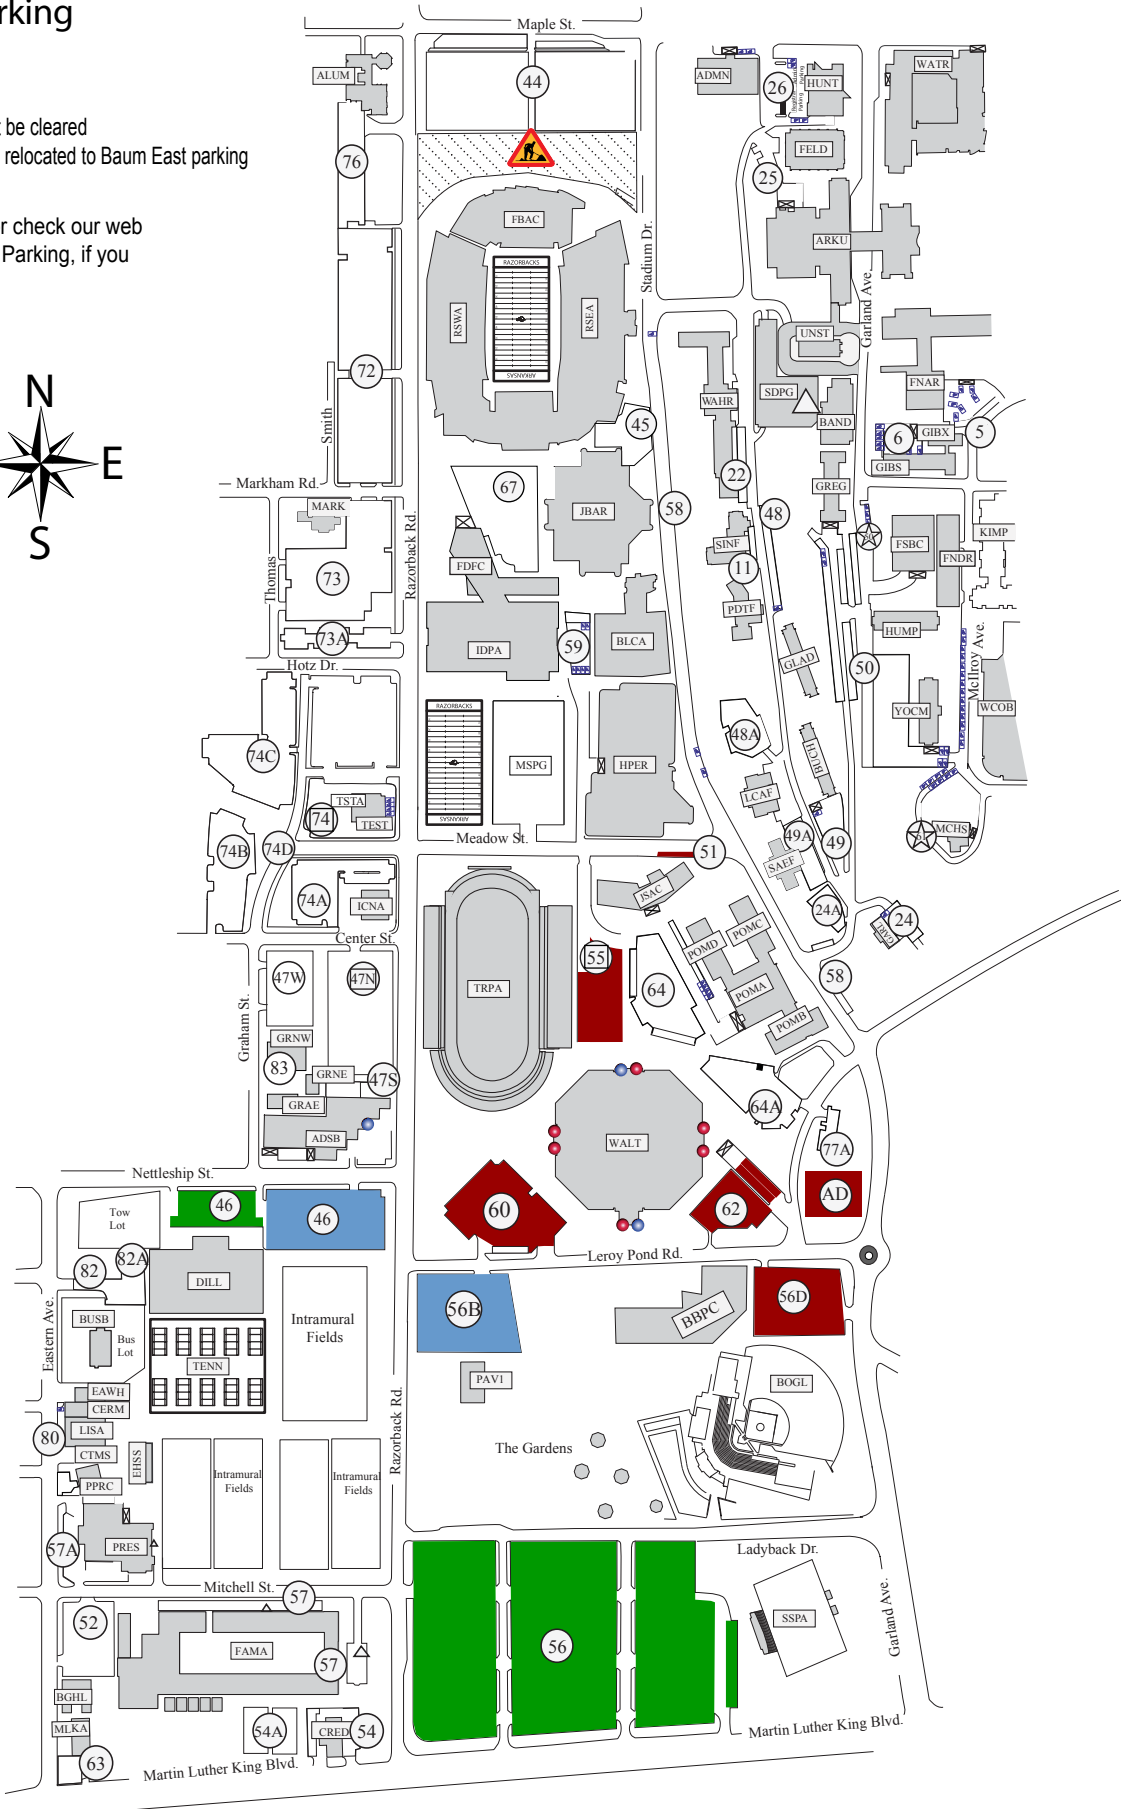 rking
be cleared
relocated to Baum East parking
r check our web
Parking, if you
N
E
S
Maple St.
44
ALUM
76
ADMN
26
HUNT
WATR
FELD
25
ARKU
FBAC
RAZORBACKS
ARKANSAS
RSWA
RSEA
Stadium Dr.
Garland Ave.
UNST
SDPG
WAHR
BAND
FNAR
72
Smith
45
6
GIBX
5
GIBS
22
GREG
Markham Rd.
67
MARK
JBAR
58
48
SINF
FSBC
KIMP
FNDR
FDFC
11
73
Thomas
Razorback Rd.
PDTF
HUMP
73A
IDPA
59
BLCA
GLAD
50
McIlroy Ave.
Hotz Dr.
YOCM
WCOB
RAZORBACKS
ARKANSAS
MSPG
HPER
48A
BUCH
74C
LCAF
TSTA
74
TEST
Meadow St.
51
49A
49
MCHS
74B
74D
SAEF
JSAC
74A
ICNA
24A
24
GARL
Center St.
POMD
POMC
47W
47N
TRPA
55
64
POMA
58
POMB
Graham St.
GRNW
83
GRNE
47S
GRAE
ADSB
64A
WALT
77A
Nettleship St.
Tow
Lot
46
46
60
62
AD
Leroy Pond Rd.
82
82A
DILL
56B
BBPC
56D
Eastern Ave.
BUSB
Bus
Lot
Intramural
Fields
TENN
PAV1
BOGL
EAWH
CERM
LISA
80
CTMS
EHSS
PPRC
Razorback Rd.
The Gardens
Intramural
Fields
Intramural
Fields
57A
PRES
Ladyback Dr.
Mitchell St.
57
52
FAMA
57
56
SSPA
Garland Ave.
BGHL
MLKA
54A
CRED
54
63
Martin Luther King Blvd.
Martin Luther King Blvd.